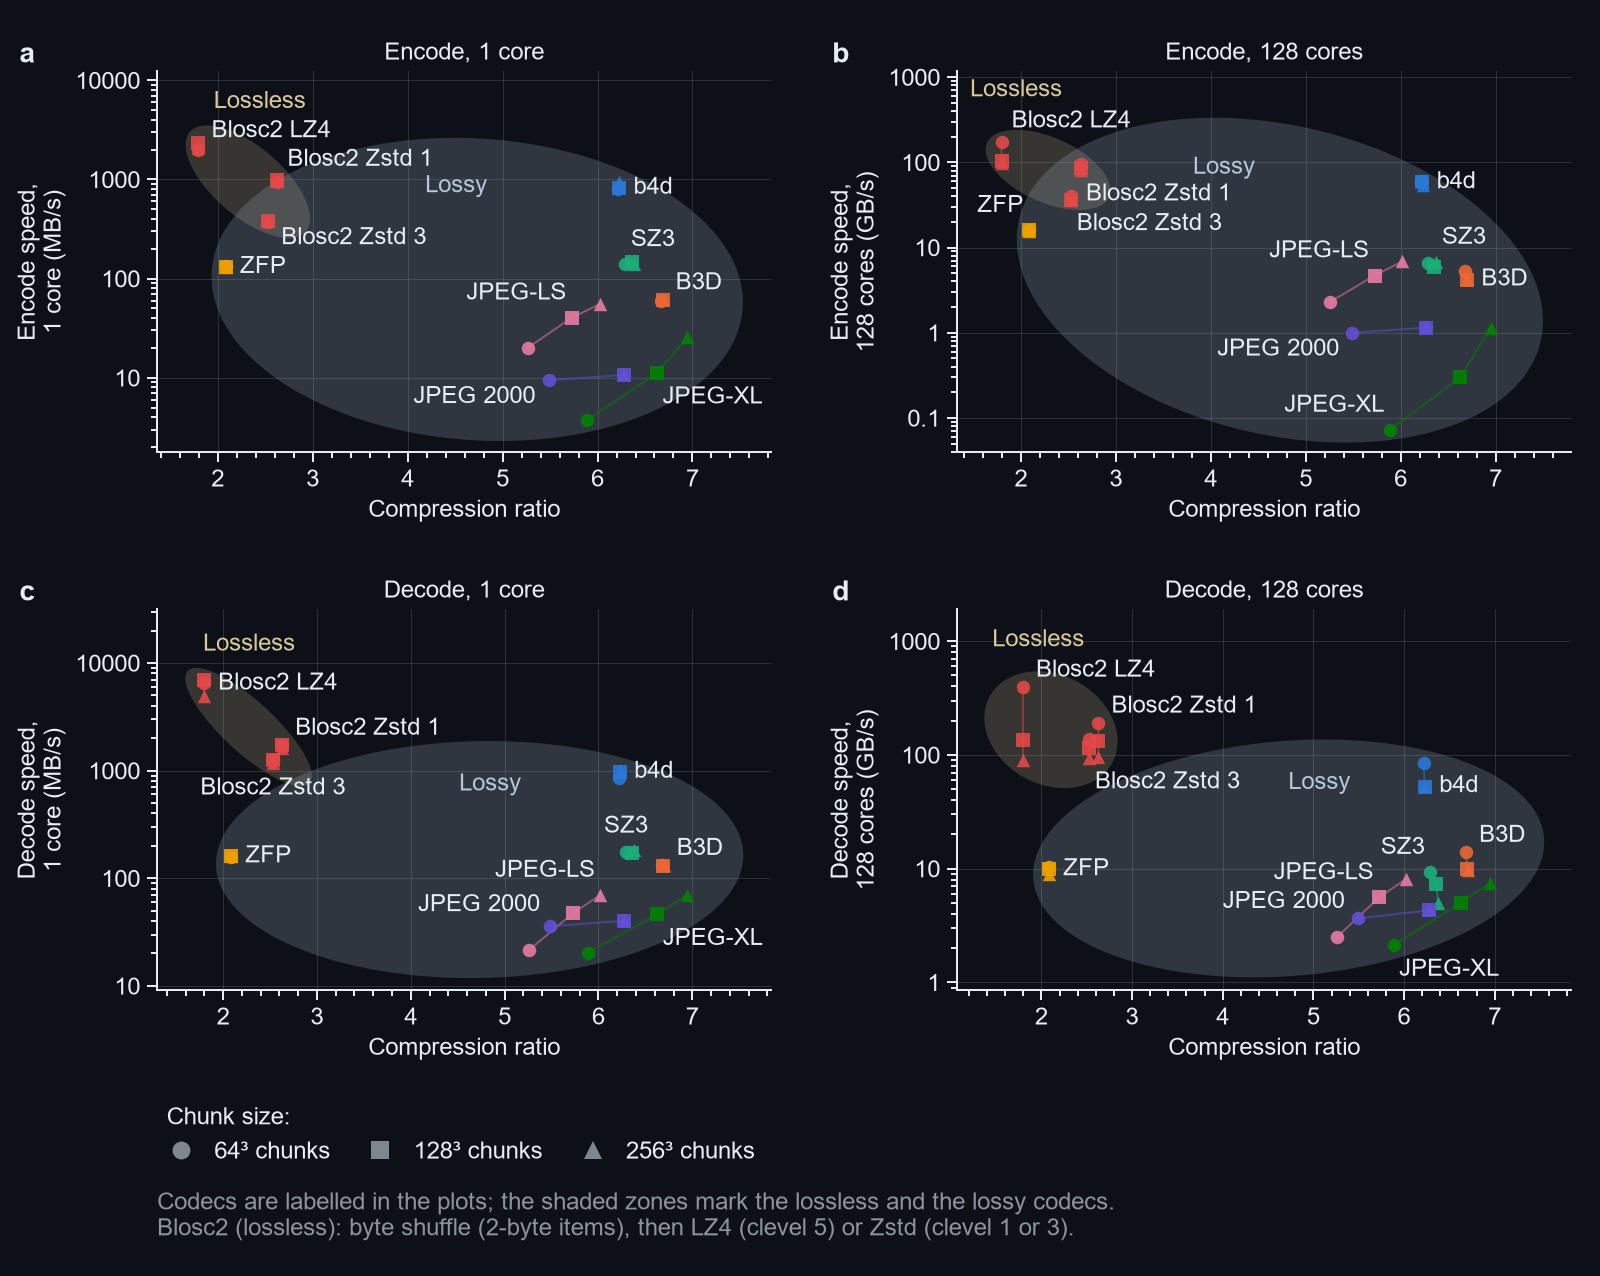 a
Encode, 1 core
10000
1000
100
10
Encode speed,
1 core (MB/s)
Lossless
Blosc2 LZ4
Blosc2 Zstd 1
Lossy
b4d
Blosc2 Zstd 3
SZ3
ZFP
B3D
JPEG-LS
JPEG 2000
JPEG-XL
2 3 4 5 6 7
Compression ratio
b
Encode, 128 cores
1000
100
10
1
0.1
Encode speed,
128 cores (GB/s)
Lossless
Blosc2 LZ4
Lossy
b4d
Blosc2 Zstd 1
ZFP
Blosc2 Zstd 3
SZ3
JPEG-LS
B3D
JPEG 2000
JPEG-XL
2 3 4 5 6 7
Compression ratio
c
Decode, 1 core
10000
1000
100
10
Decode speed,
1 core (MB/s)
Lossless
Blosc2 LZ4
Blosc2 Zstd 1
b4d
Lossy
Blosc2 Zstd 3
SZ3
B3D
ZFP
JPEG-LS
JPEG 2000
JPEG-XL
2 3 4 5 6 7
Compression ratio
d
Decode, 128 cores
1000
100
10
1
Decode speed,
128 cores (GB/s)
Lossless
Blosc2 LZ4
Blosc2 Zstd 1
Blosc2 Zstd 3
Lossy
b4d
B3D
SZ3
ZFP
JPEG-LS
JPEG 2000
JPEG-XL
2 3 4 5 6 7
Compression ratio
Chunk size:
64³ chunks 128³ chunks 256³ chunks
Codecs are labelled in the plots; the shaded zones mark the lossless and the lossy codecs.
Blosc2 (lossless): byte shuffle (2-byte items), then LZ4 (clevel 5) or Zstd (clevel 1 or 3).